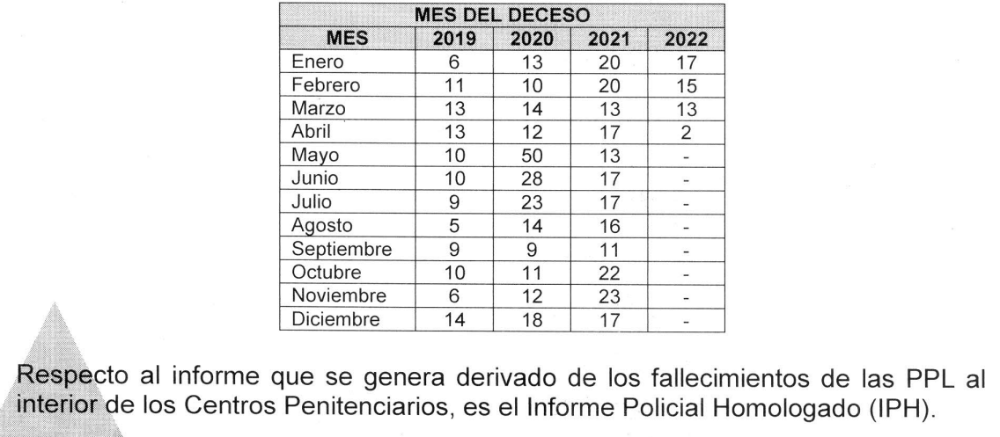 MES DEL DECESO
MES 2019 2020 2021 2022
Enero 6 13 20 17
Febrero 11 10 20 15
Marzo 13 14 13 13
Abril 13 12 17 2
Mayo 10 50 13 -
Junio 10 28 17 -
Julio 9 23 17 -
Agosto 5 14 16 -
Septiembre 9 9 11 -
Octubre 10 11 22 -
Noviembre 6 12 23 -
Diciembre 14 18 17 -
Respecto al informe que se genera derivado de los fallecimientos de las PPL al
interior de los Centros Penitenciarios, es el Informe Policial Homologado (IPH).